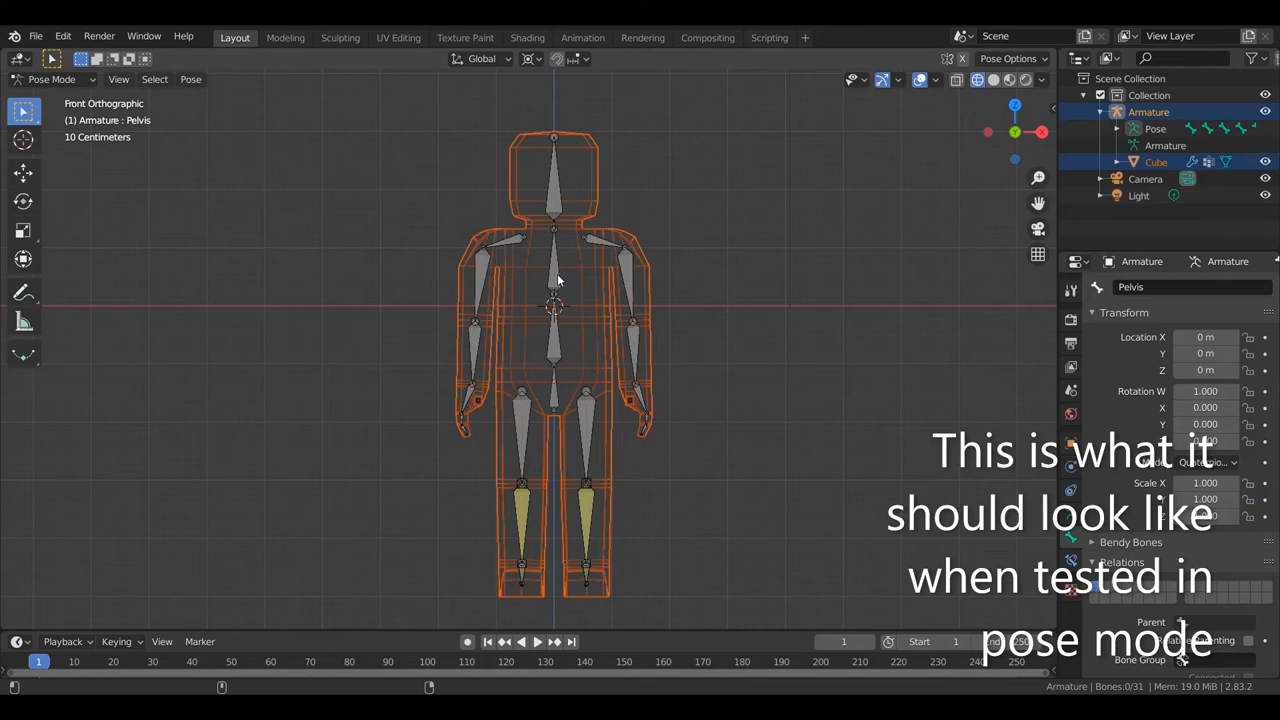 File Edit Render Window Help Layout Modeling Sculpting UV Editing Texture Paint Shading Animation Rendering Compositing Scripting + Scene View Layer
Global X Pose Options
Pose Mode View Select Pose
Scene Collection
Collection
Armature
Pose
Armature
Cube
Camera
Light
Front Orthographic
(1) Armature : Pelvis
10 Centimeters
Z
X
Y
Armature Armature
Pelvis
Transform
Location X 0 m
Y 0 m
Z 0 m
Rotation W 1.000
X 0.000
Y 0.000
Scale X 1.000
Y 1.000
Bendy Bones
Relations
Parent
Bone Group
This is what it
should look like
when tested in
pose mode
Playback Keying View Marker 1 Start 1 End
1 10 20 30 40 50 60 70 80 90 100 110 120 130 140 150 160 170 180 190 200 210 220 230 240 250
Armature | Bones:0/31 | Mem: 19.0 MiB | 2.83.2